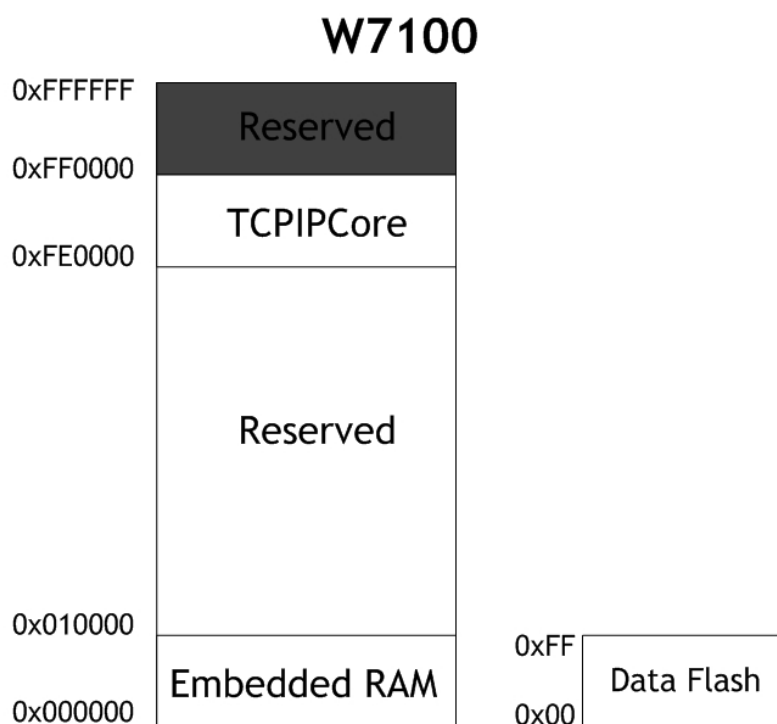 W7100
0xFFFFFF
Reserved
0xFF0000
TCPIPCore
0xFE0000
Reserved
0x010000
Embedded RAM
0x000000
0xFF
Data Flash
0x00